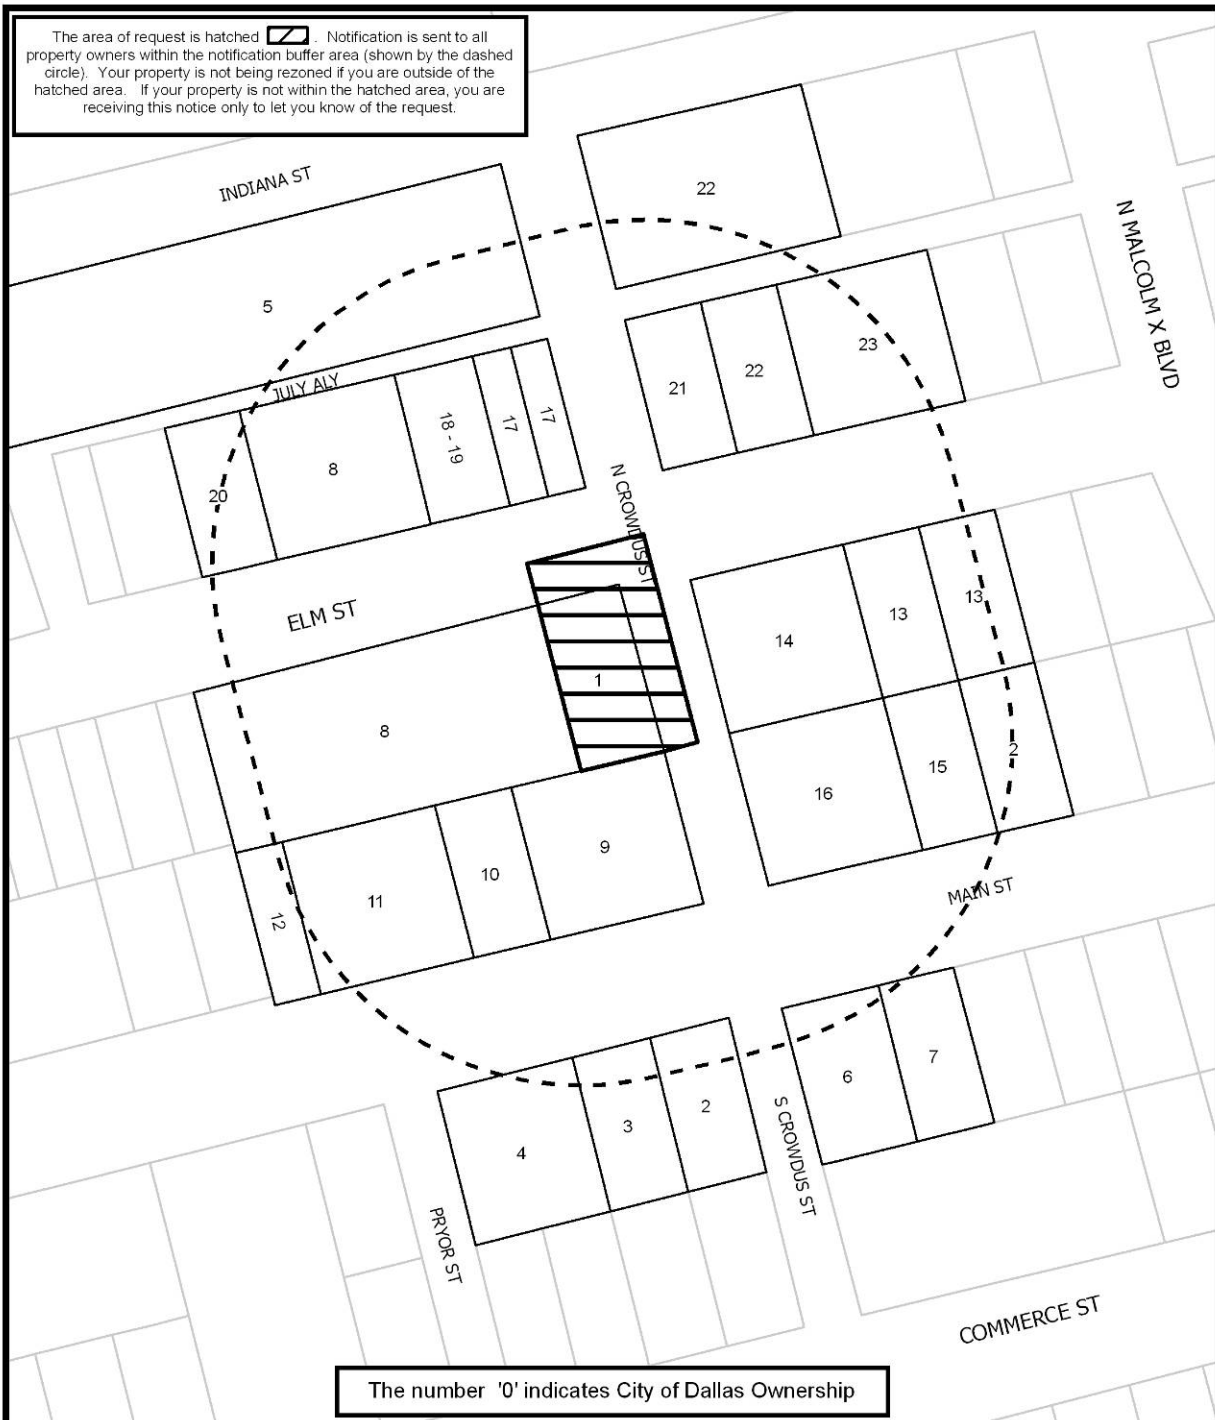 The area of request is hatched . Notification is sent to all
property owners within the notification buffer area (shown by the dashed
circle). Your property is not being rezoned if you are outside of the
hatched area. If your property is not within the hatched area, you are
receiving this notice only to let you know of the request.
INDIANA ST
22
N MALCOLM X BLVD
5
23
22
21
JULY ALY
17
17
18 - 19
8
20
N CROWDUS ST
ELM ST
13
13
14
1
8
2
15
16
9
10
11
12
MAIN ST
7
6
2
3
4
S CROWDUS ST
PRYOR ST
COMMERCE ST
The number '0' indicates City of Dallas Ownership